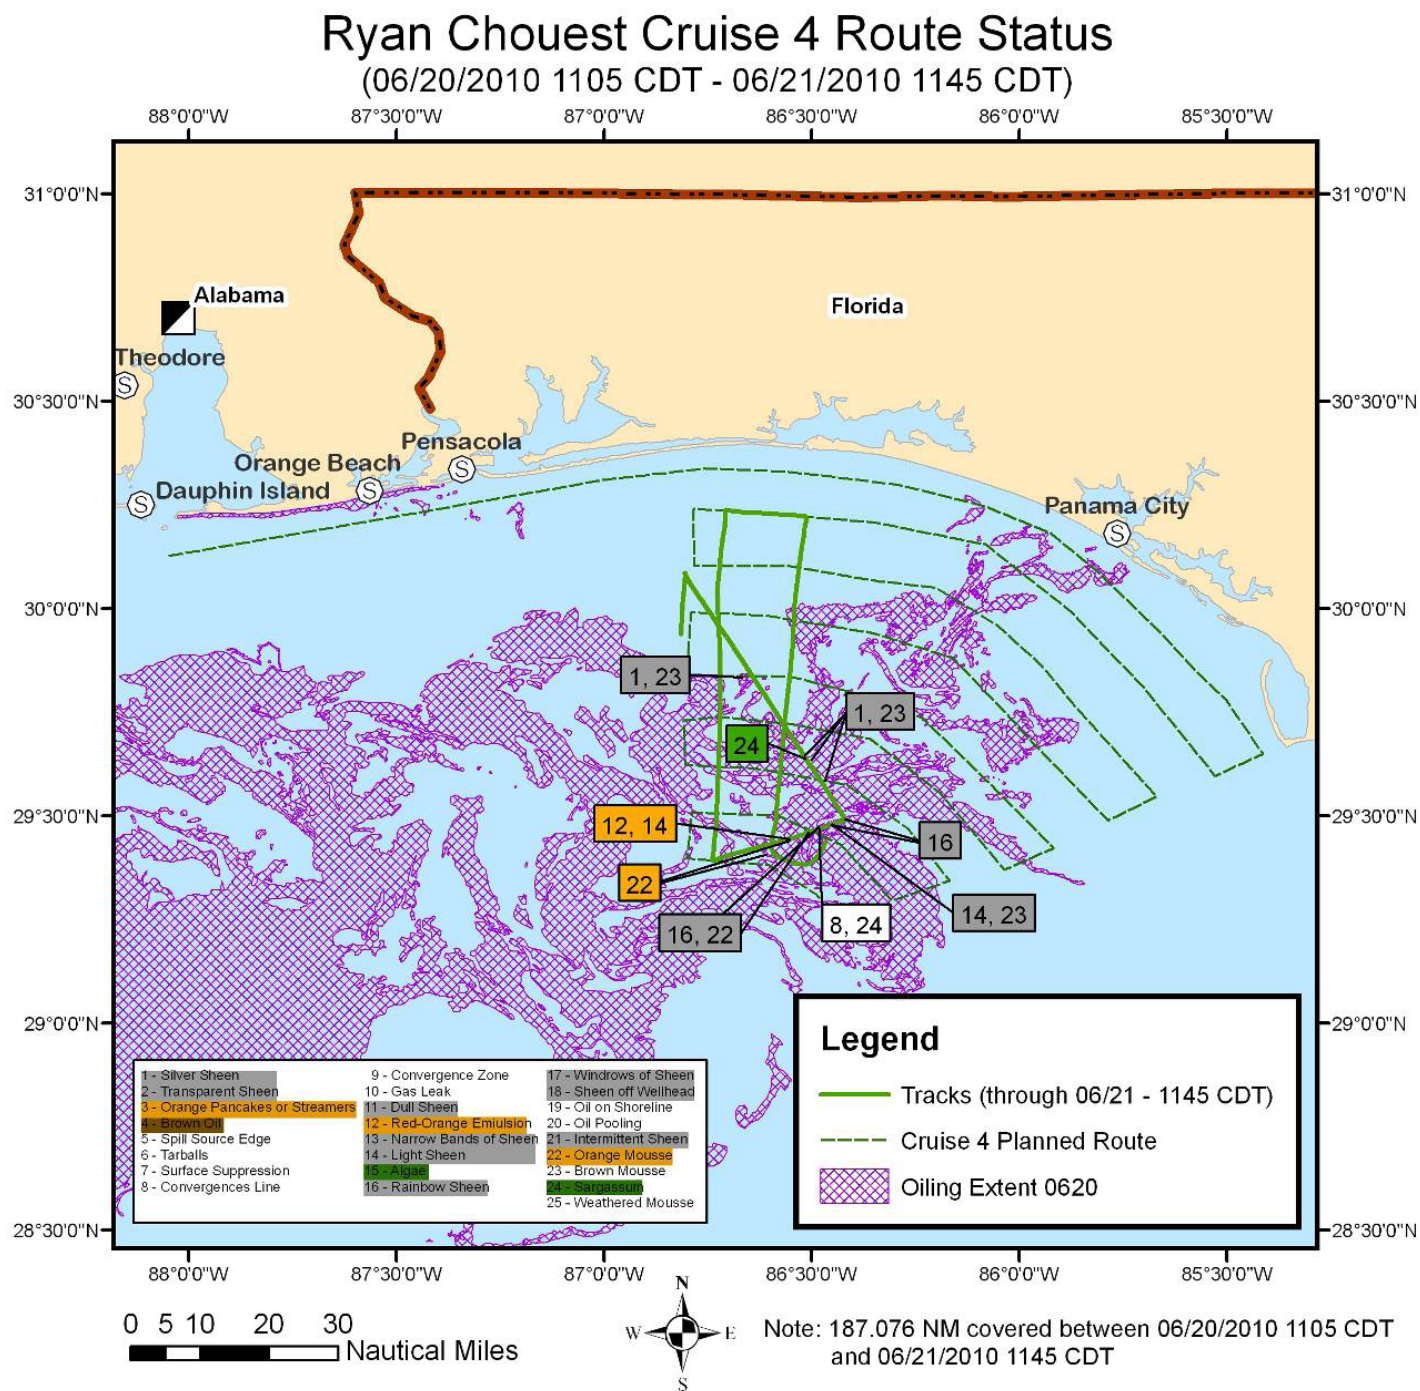 Ryan Chouest Cruise 4 Route Status
(06/20/2010 1105 CDT - 06/21/2010 1145 CDT)
88°0'0"W 87°30'0"W 87°0'0"W 86°30'0"W 86°0'0"W 85°30'0"W
31°0'0"N 31°0'0"N
Alabama
Florida
Theodore
S
30°30'0"N 30°30'0"N
Pensacola
S
Orange Beach
S
Dauphin Island
S
Panama City
S
30°0'0"N 30°0'0"N
1, 23
1, 23
24
29°30'0"N 29°30'0"N
12, 14
16
22
14, 23
16, 22
8, 24
29°0'0"N 29°0'0"N
Legend
Tracks (through 06/21 - 1145 CDT)
Cruise 4 Planned Route
Oiling Extent 0620
1 - Silver Sheen
2 - Transparent Sheen
3 - Orange Pancakes or Streamers
4 - Brown Oil
5 - Spill Source Edge
6 - Tarballs
7 - Surface Suppression
8 - Convergences Line
9 - Convergence Zone
10 - Gas Leak
11 - Dull Sheen
12 - Red-Orange Emiulsion
13 - Narrow Bands of Sheen
14 - Light Sheen
15 - Algae
16 - Rainbow Sheen
17 - Windrows of Sheen
18 - Sheen off Wellhead
19 - Oil on Shoreline
20 - Oil Pooling
21 - Intermittent Sheen
22 - Orange Mousse
23 - Brown Mousse
24 - Sargassum
25 - Weathered Mousse
28°30'0"N 28°30'0"N
88°0'0"W 87°30'0"W 87°0'0"W 86°30'0"W 86°0'0"W 85°30'0"W
0 5 10 20 30
Nautical Miles
N
W E
S
Note: 187.076 NM covered between 06/20/2010 1105 CDT
and 06/21/2010 1145 CDT